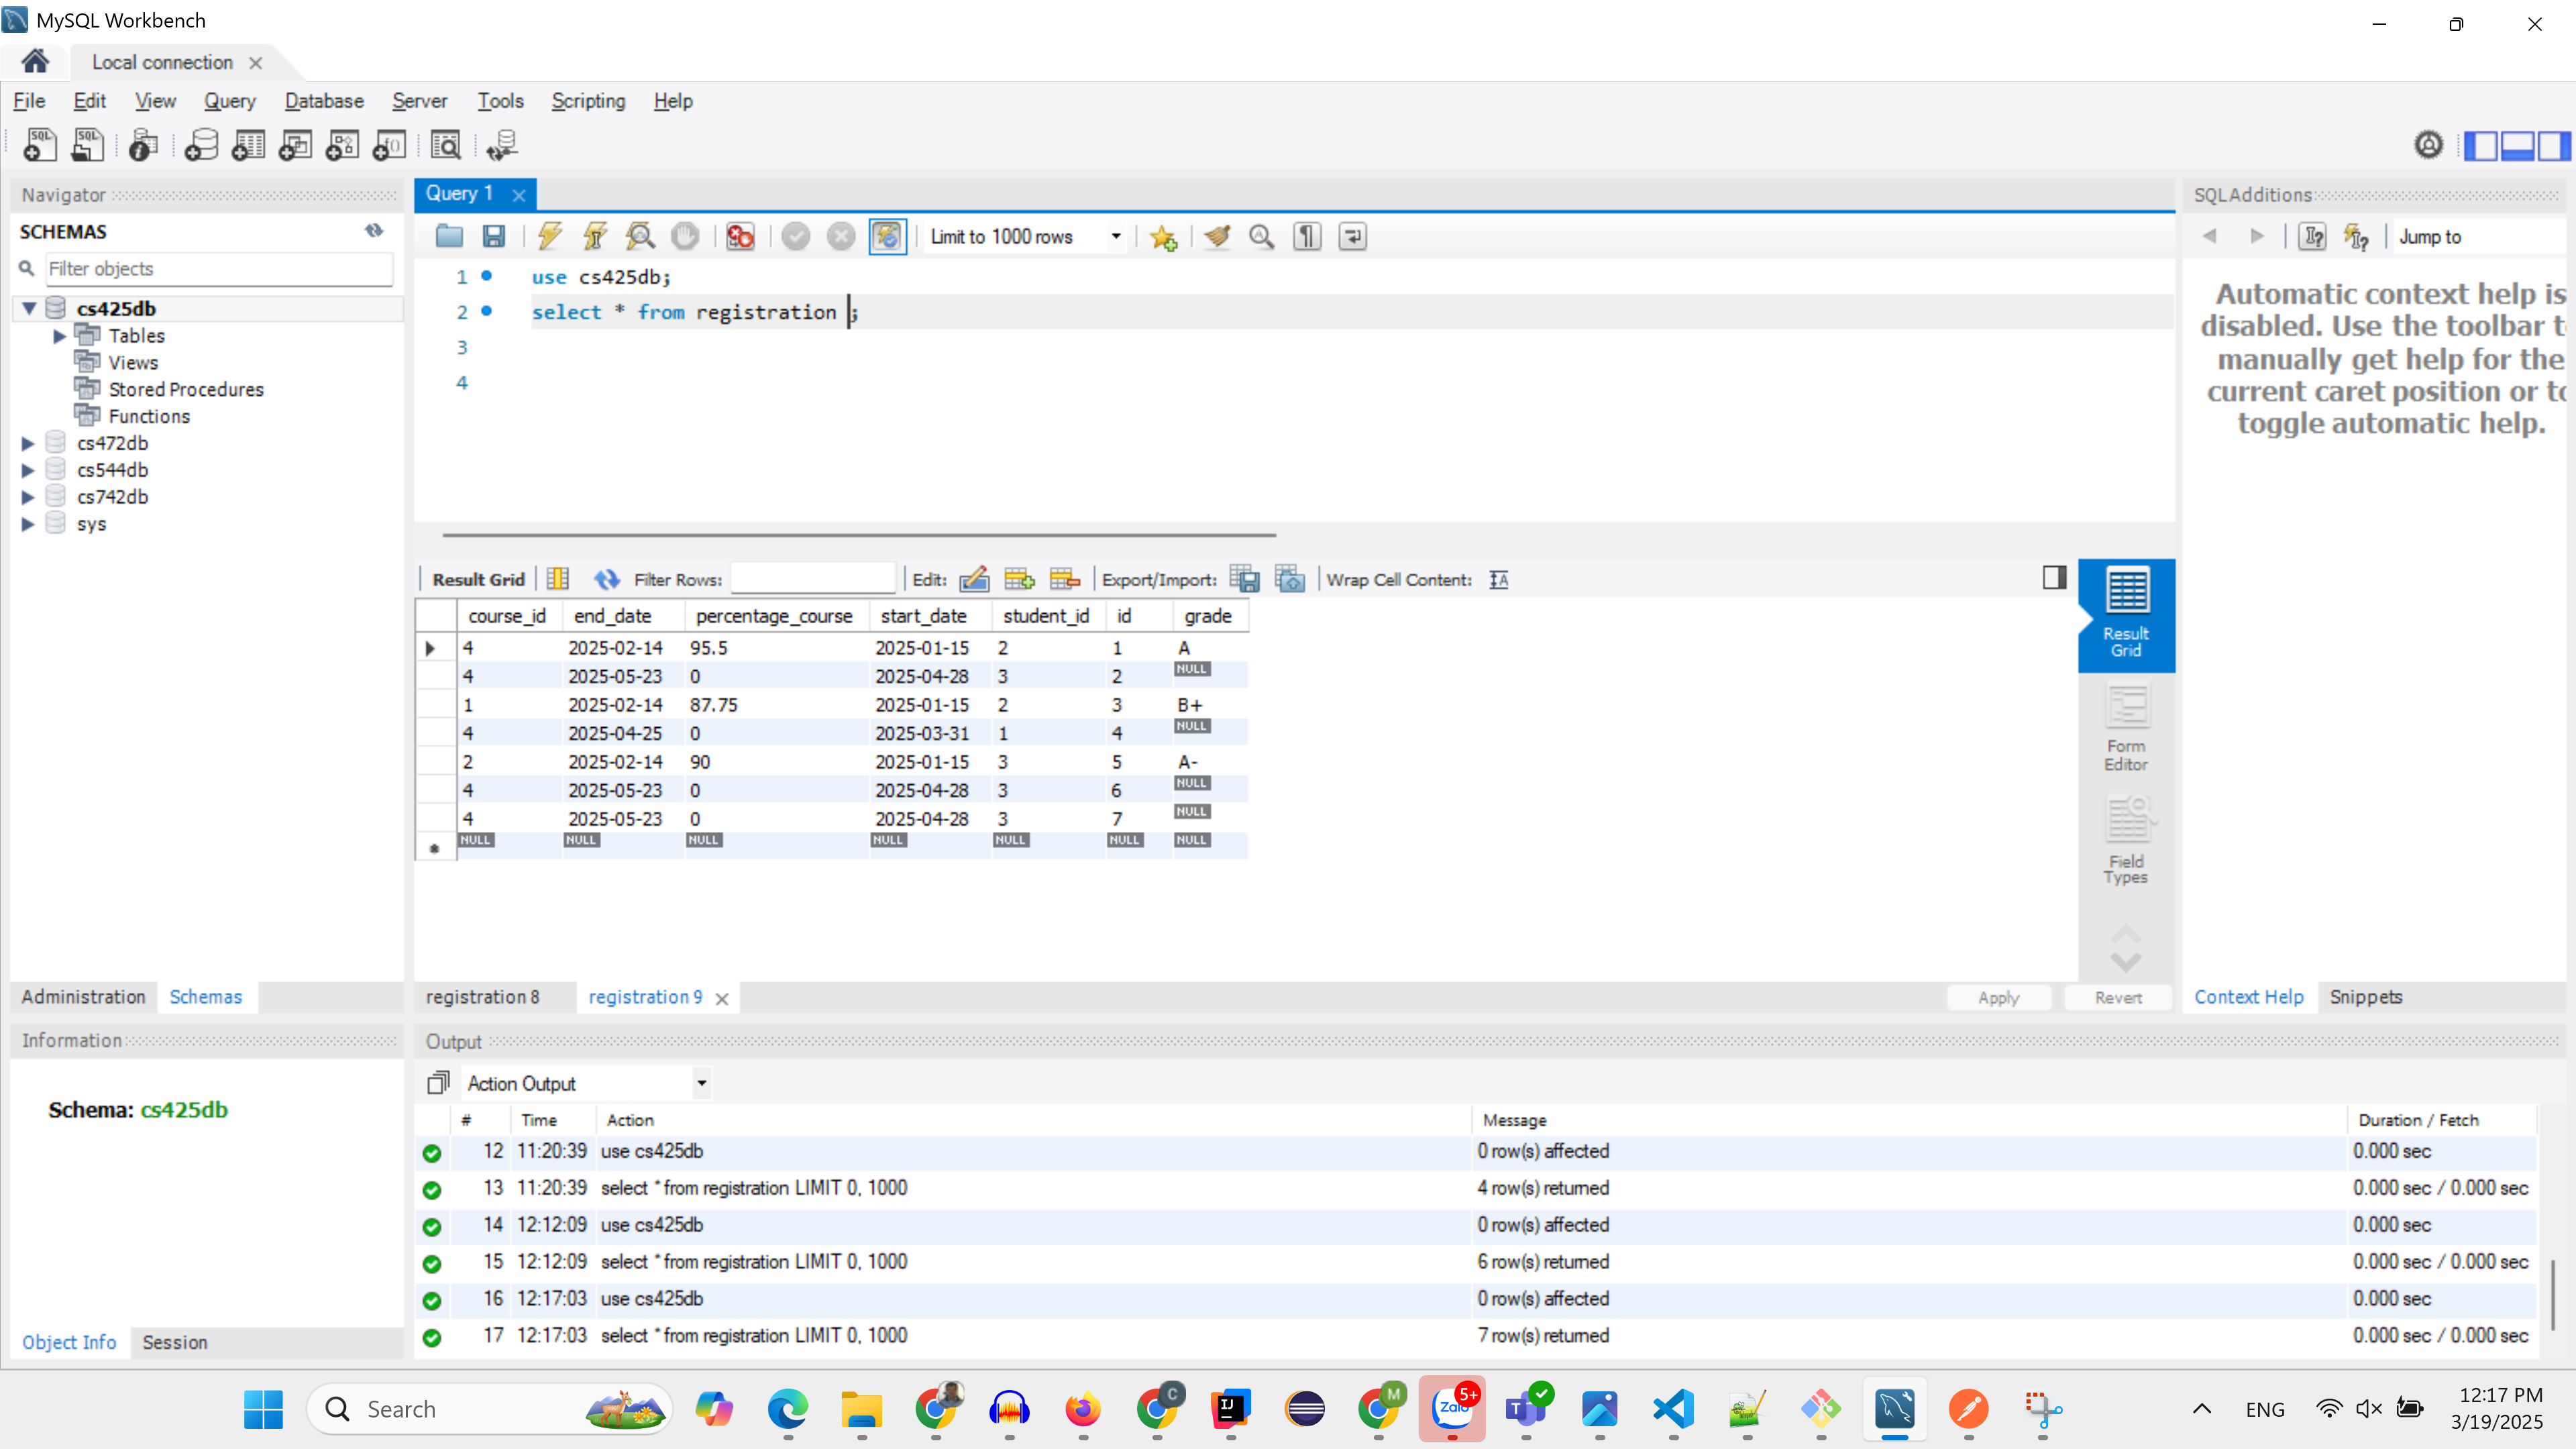 MySQL Workbench
Local connection
File Edit View Query Database Server Tools Scripting Help
Navigator
SCHEMAS
Filter objects
cs425db
Tables
Views
Stored Procedures
Functions
cs472db
cs544db
cs742db
sys
Administration Schemas
Information
Schema: cs425db
Object Info Session
Query 1
Limit to 1000 rows
1 use cs425db;
2 select * from registration ;
3
4
Result Grid Filter Rows: Edit: Export/Import: Wrap Cell Content:
course_id end_date percentage_course start_date student_id id grade
4 2025-02-14 95.5 2025-01-15 2 1 A
4 2025-05-23 0 2025-04-28 3 2 NULL
1 2025-02-14 87.75 2025-01-15 2 3 B+
4 2025-04-25 0 2025-03-31 1 4 NULL
2 2025-02-14 90 2025-01-15 3 5 A-
4 2025-05-23 0 2025-04-28 3 6 NULL
4 2025-05-23 0 2025-04-28 3 7 NULL
NULL NULL NULL NULL NULL NULL NULL
Result
Grid
Form
Editor
Field
Types
registration 8 registration 9 Apply Revert
SQLAdditions
Jump to
Automatic context help is
disabled. Use the toolbar t
manually get help for the
current caret position or to
toggle automatic help.
Context Help Snippets
Output
Action Output
# Time Action Message Duration / Fetch
12 11:20:39 use cs425db 0 row(s) affected 0.000 sec
13 11:20:39 select * from registration LIMIT 0, 1000 4 row(s) returned 0.000 sec / 0.000 sec
14 12:12:09 use cs425db 0 row(s) affected 0.000 sec
15 12:12:09 select * from registration LIMIT 0, 1000 6 row(s) returned 0.000 sec / 0.000 sec
16 12:17:03 use cs425db 0 row(s) affected 0.000 sec
17 12:17:03 select * from registration LIMIT 0, 1000 7 row(s) returned 0.000 sec / 0.000 sec
Search
C
IJ
M
Zalo
5+
T
ENG
12:17 PM
3/19/2025